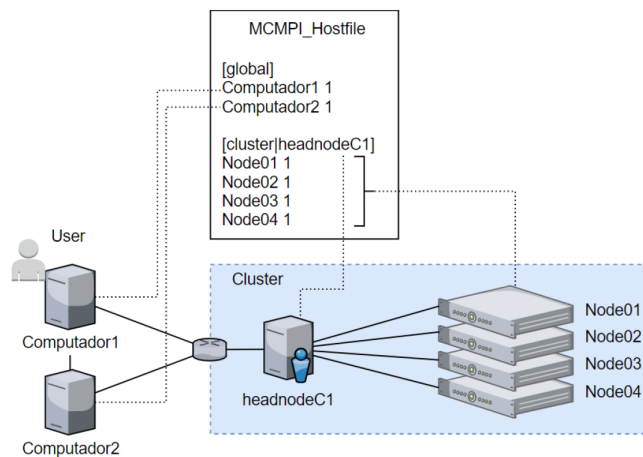 MCMPI_Hostfile
[global]
Computador1 1
Computador2 1
[cluster|headnodeC1]
Node01 1
Node02 1
Node03 1
Node04 1
User
Computador1
Computador2
Cluster
headnodeC1
Node01
Node02
Node03
Node04